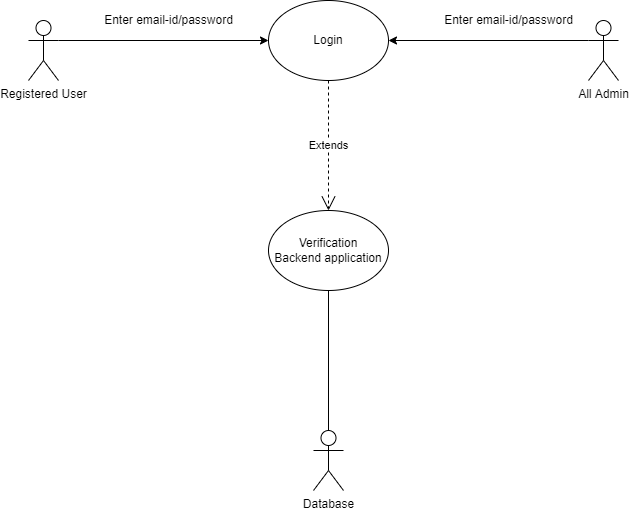 Enter email-id/password
Enter email-id/password
Login
Registered User
All Admin
Extends
Verification
Backend application
Database